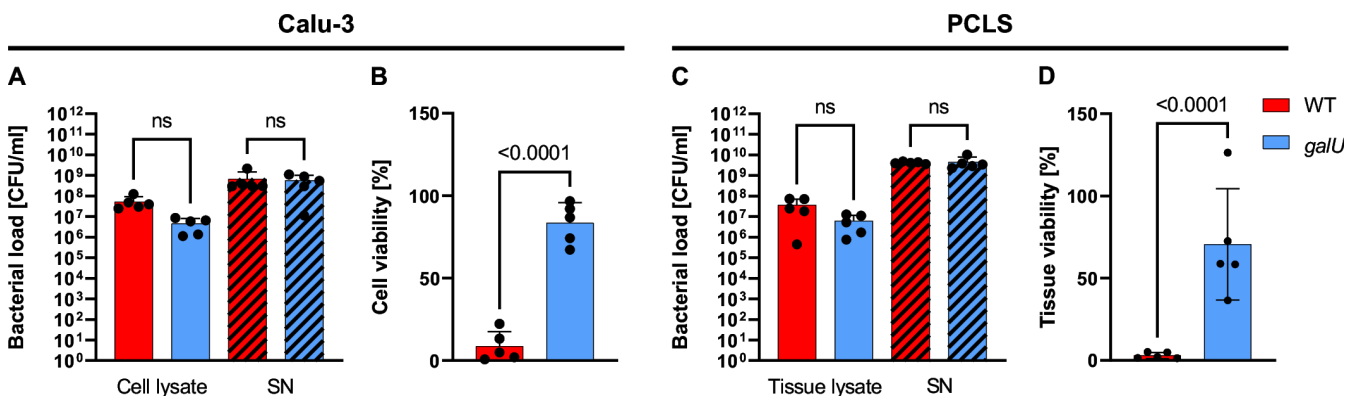 Calu-3
PCLS
A
B
C
D
Bacterial load [CFU/ml]
10¹²
10¹¹
10¹⁰
10⁹
10⁸
10⁷
10⁶
10⁵
10⁴
10³
10²
10¹
10⁰
ns
ns
Cell lysate
SN
Cell viability [%]
150
100
50
0
<0.0001
Bacterial load [CFU/ml]
10¹²
10¹¹
10¹⁰
10⁹
10⁸
10⁷
10⁶
10⁵
10⁴
10³
10²
10¹
10⁰
ns
ns
Tissue lysate
SN
Tissue viability [%]
150
100
50
0
<0.0001
WT
galU